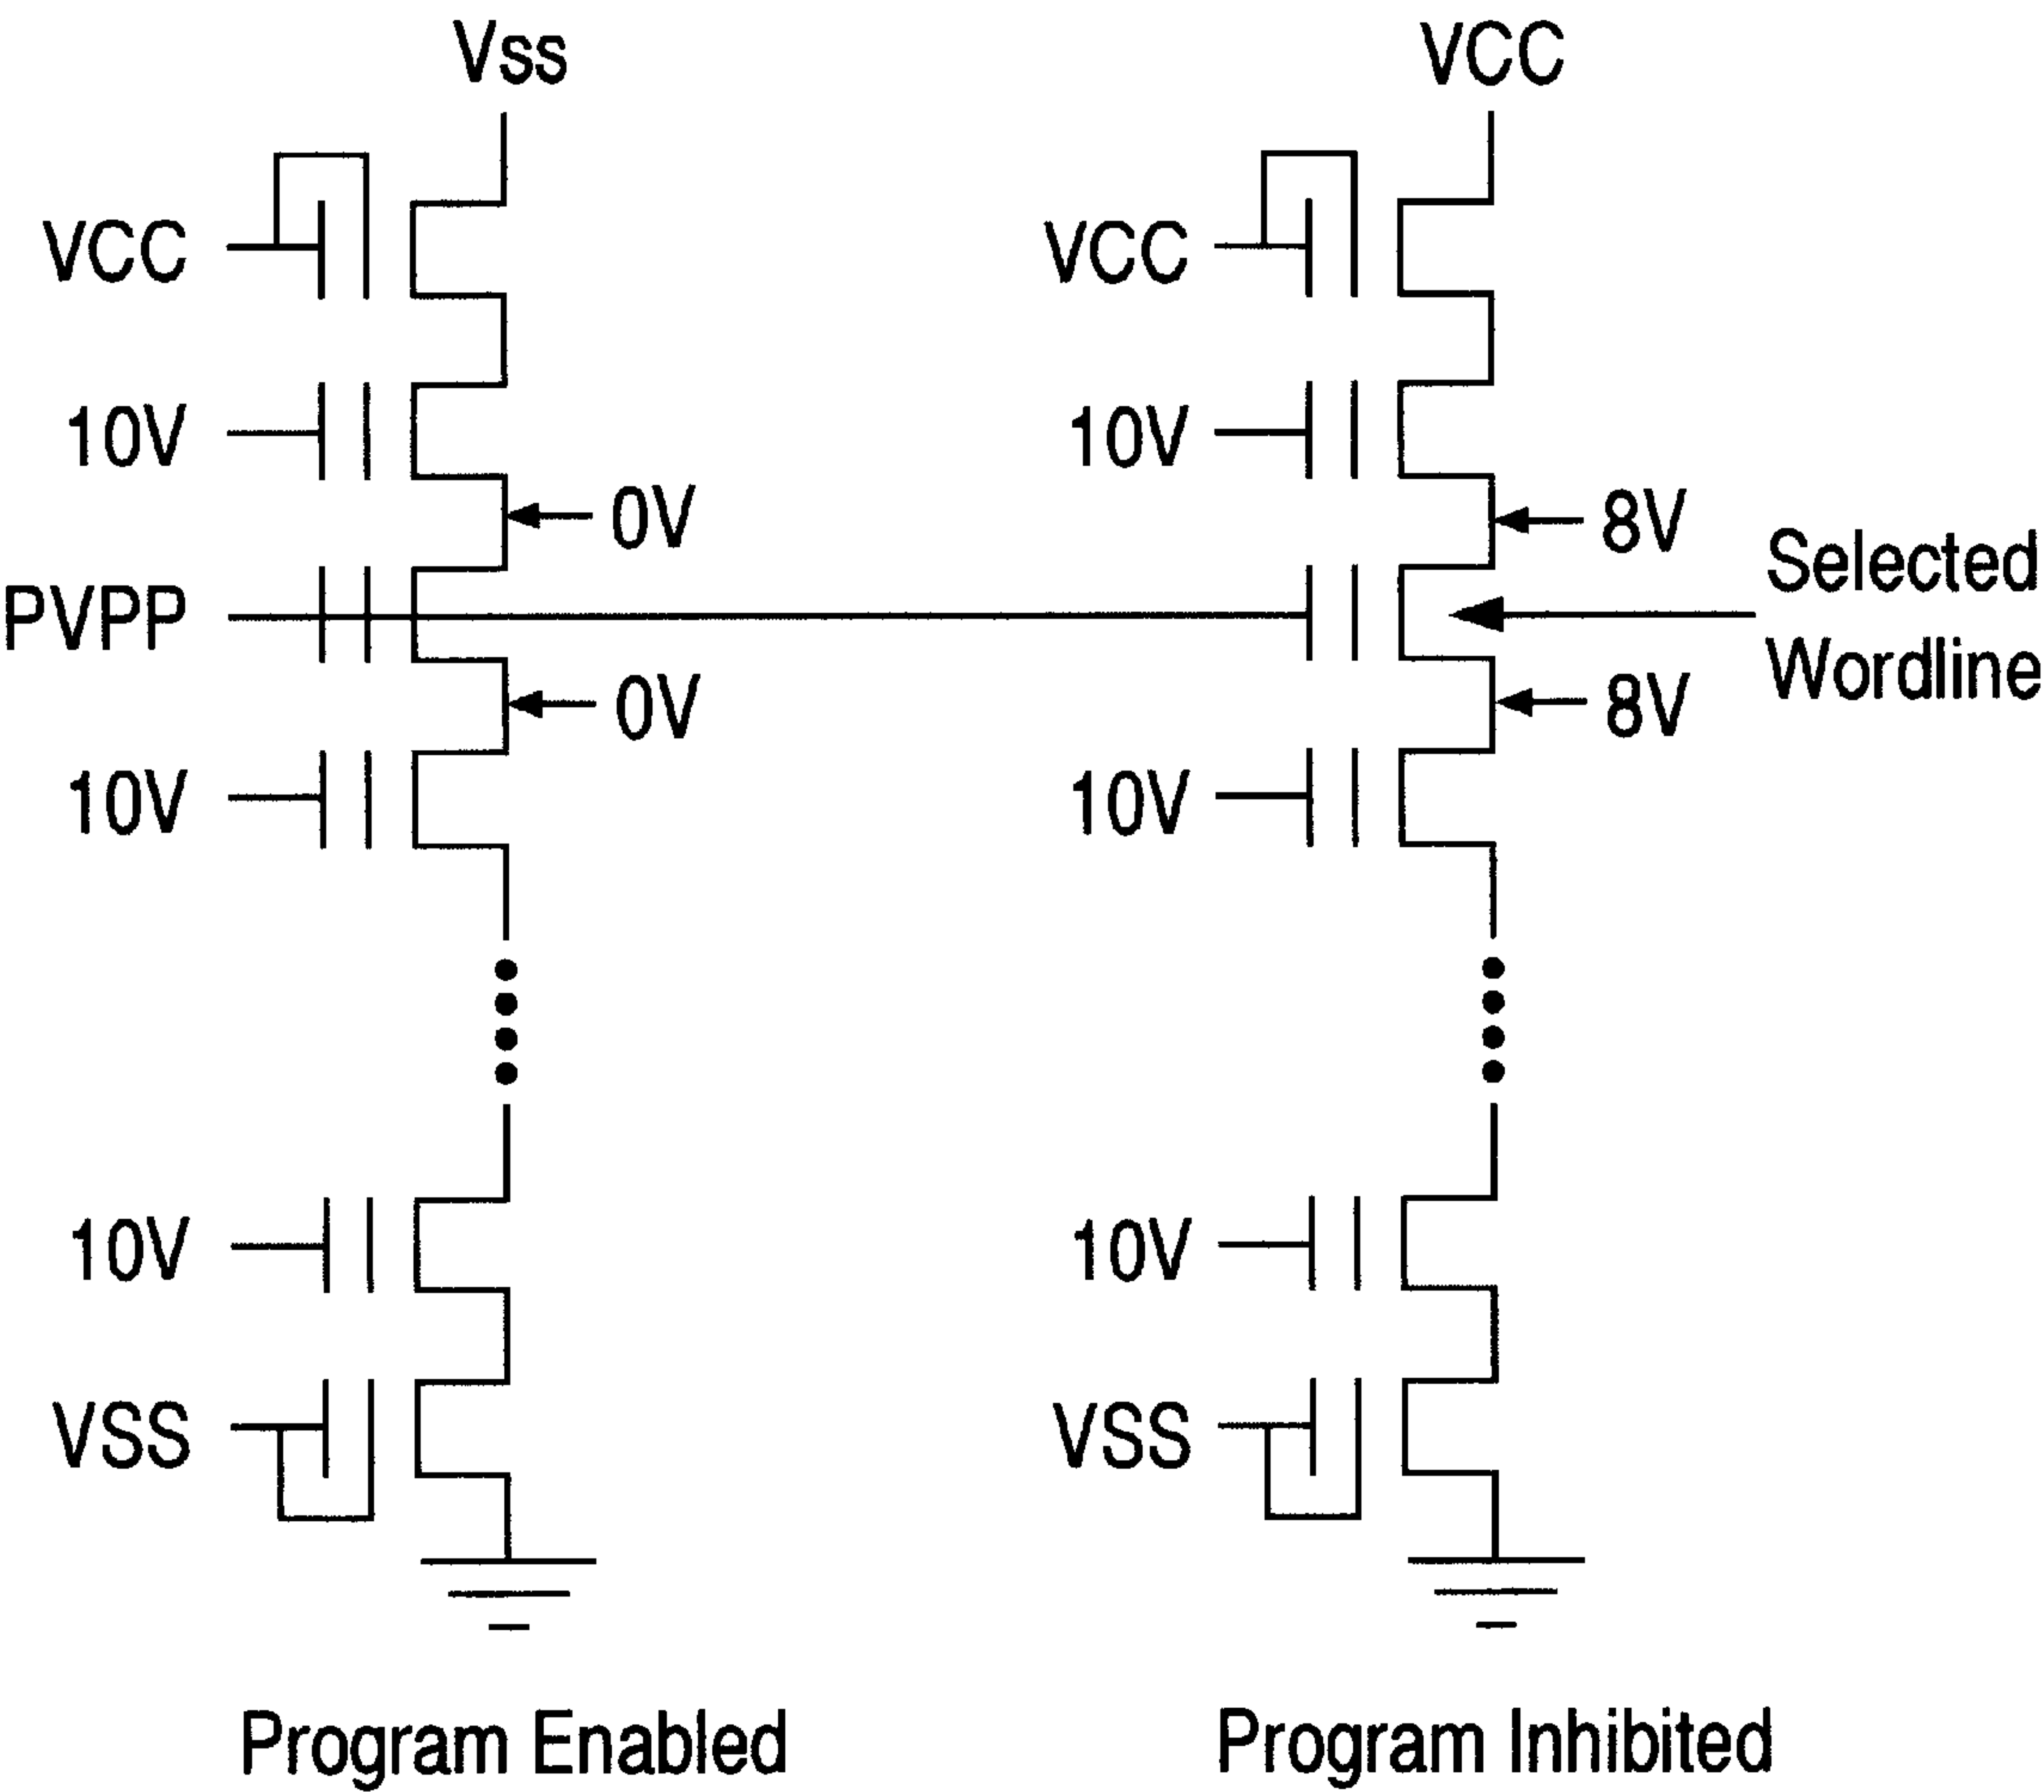 Vss
VCC
VCC
VCC
10V
10V
0V
8V
PVPP
Selected
Wordline
0V
8V
10V
10V
10V
10V
VSS
VSS
Program Enabled
Program Inhibited